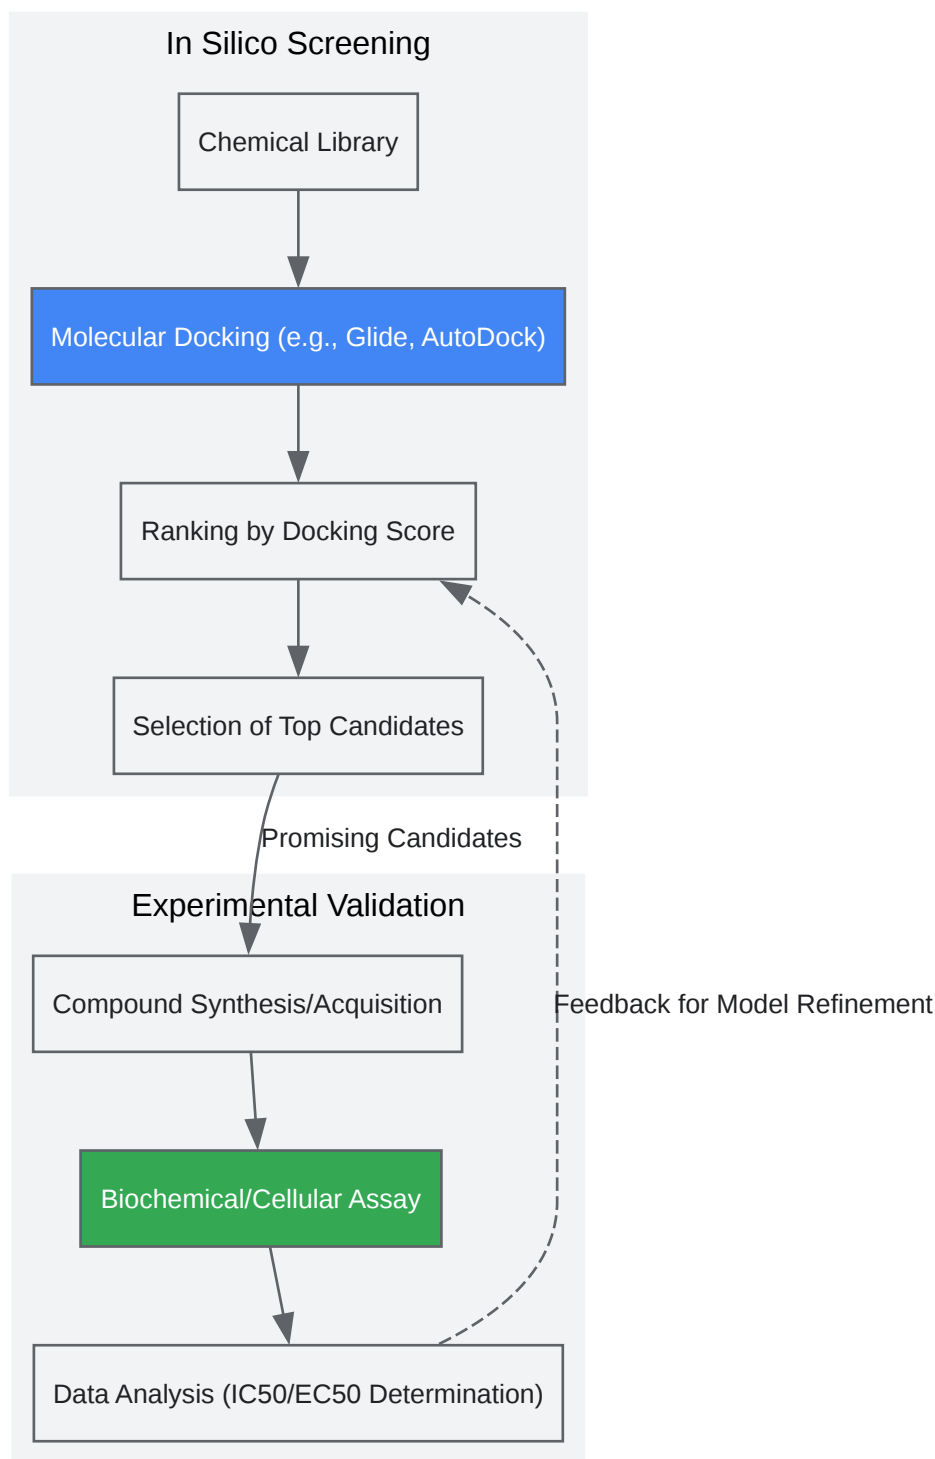 In Silico Screening
Chemical Library
Molecular Docking (e.g., Glide, AutoDock)
Ranking by Docking Score
Selection of Top Candidates
Promising Candidates
Experimental Validation
Compound Synthesis/Acquisition
Feedback for Model Refinement
Biochemical/Cellular Assay
Data Analysis (IC50/EC50 Determination)